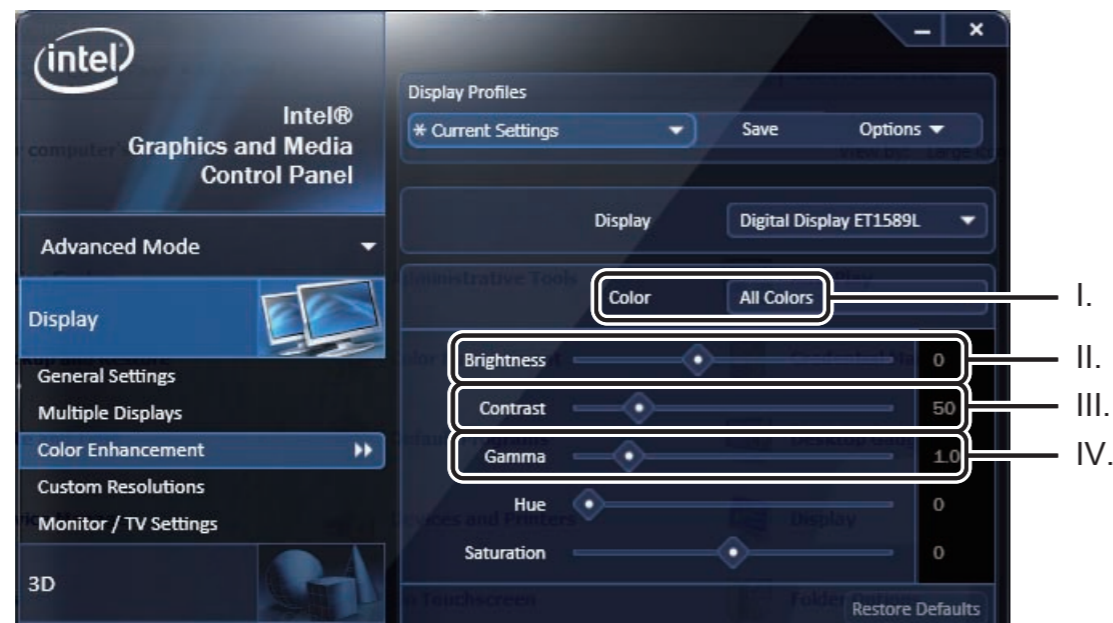 intel
Intel®
Graphics and Media
Control Panel
Advanced Mode
Display
General Settings
Multiple Displays
Color Enhancement
Custom Resolutions
Monitor / TV Settings
3D
Display Profiles
* Current Settings Save Options
Display Digital Display ET1589L
Color All Colors I.
Brightness 0 II.
Contrast 50 III.
Gamma 1.0 IV.
Hue 0
Saturation 0
Restore Defaults